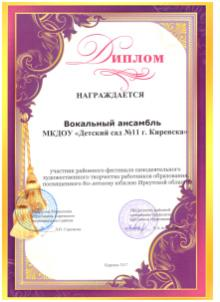 Диплом
НАГРАЖДАЕТСЯ
Вокальный ансамбль
МКДОУ «Детский сад №11 г. Киренска»
участник районного фестиваля самодеятельного
художественного творчества работников образования,
посвященного 80-летнему юбилею Иркутской области
Киренск 2017